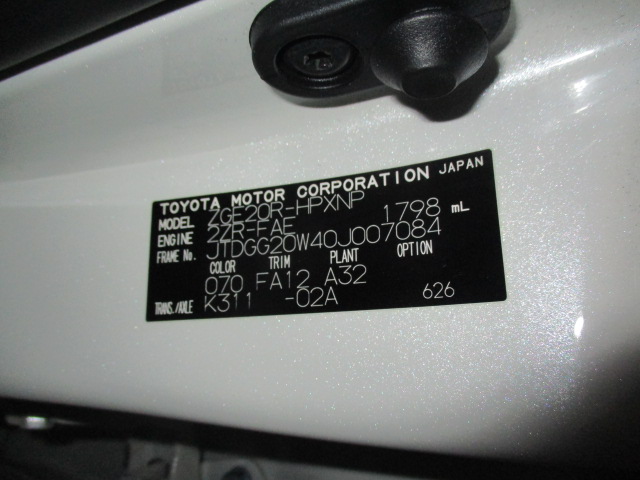 TOYOTA MOTOR CORPORATION JAPAN
MODEL ZGE20R-HPXNP
ENGINE 2ZR-FAE 1798 mL
FRAME No. JTDGG20W40J007084
COLOR TRIM PLANT OPTION
070 FA12 A32
TRANS./AXLE K311 -02A 626